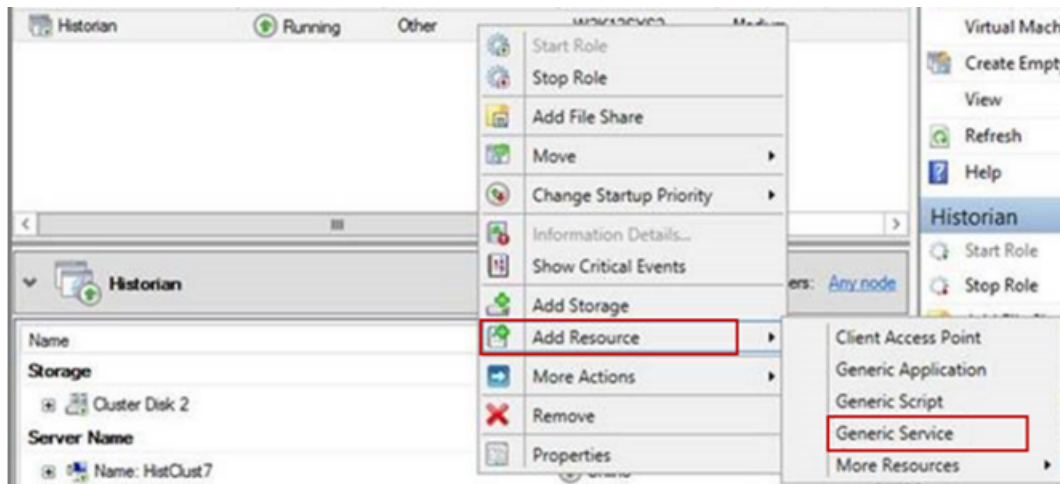 Historian Running Other W2K12SYS2 Medium
Start Role
Stop Role
Add File Share
Move
Change Startup Priority
Information Details...
Show Critical Events
Add Storage
Add Resource
More Actions
Remove
Properties
Client Access Point
Generic Application
Generic Script
Generic Service
More Resources
Virtual Mach
Create Empt
View
Refresh
Help
Historian
Start Role
Stop Role
Historian
ers: Any node
Name
Storage
Cluster Disk 2
Server Name
Name: HistClust7